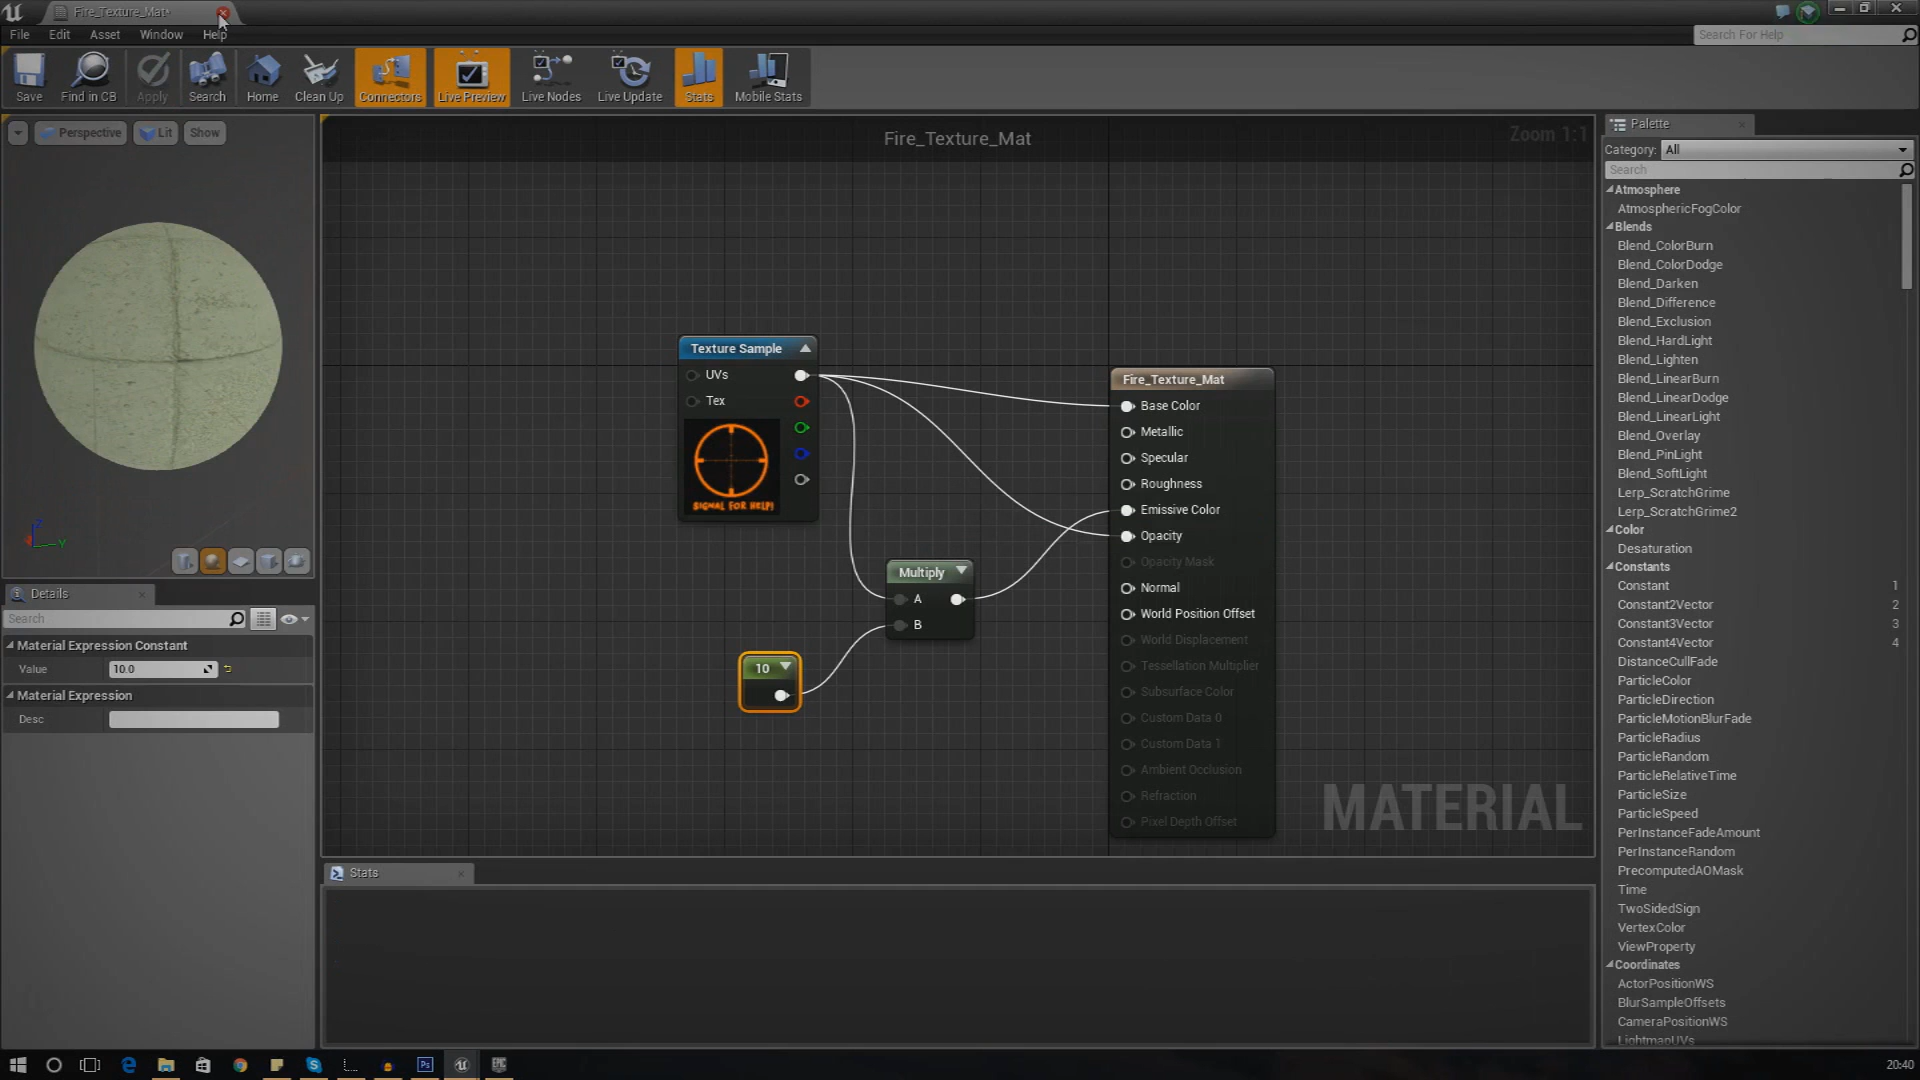 Fire_Texture_Mat*
File
Edit
Asset
Window
Help
Search For Help
Save
Find in CB
Apply
Search
Home
Clean Up
Connectors
Live Preview
Live Nodes
Live Update
Stats
Mobile Stats
Perspective
Lit
Show
Fire_Texture_Mat
Zoom 1:1
Texture Sample
UVs
Tex
SIGNAL FOR HELP!
Multiply
A
B
10
Fire_Texture_Mat
Base Color
Metallic
Specular
Roughness
Emissive Color
Opacity
Opacity Mask
Normal
World Position Offset
World Displacement
Tessellation Multiplier
Subsurface Color
Custom Data 0
Custom Data 1
Ambient Occlusion
Refraction
Pixel Depth Offset
MATERIAL
Z
Y
Details
Search
Material Expression Constant
Value 10.0
Material Expression
Desc
Stats
Palette
Category: All
Search
Atmosphere
AtmosphericFogColor
Blends
Blend_ColorBurn
Blend_ColorDodge
Blend_Darken
Blend_Difference
Blend_Exclusion
Blend_HardLight
Blend_Lighten
Blend_LinearBurn
Blend_LinearDodge
Blend_LinearLight
Blend_Overlay
Blend_PinLight
Blend_SoftLight
Lerp_ScratchGrime
Lerp_ScratchGrime2
Color
Desaturation
Constants
Constant 1
Constant2Vector 2
Constant3Vector 3
Constant4Vector 4
DistanceCullFade
ParticleColor
ParticleDirection
ParticleMotionBlurFade
ParticleRadius
ParticleRandom
ParticleRelativeTime
ParticleSize
ParticleSpeed
PerInstanceFadeAmount
PerInstanceRandom
PrecomputedAOMask
Time
TwoSidedSign
VertexColor
ViewProperty
Coordinates
ActorPositionWS
BlurSampleOffsets
CameraPositionWS
LightmapUVs
Ps
EPIC
20:40